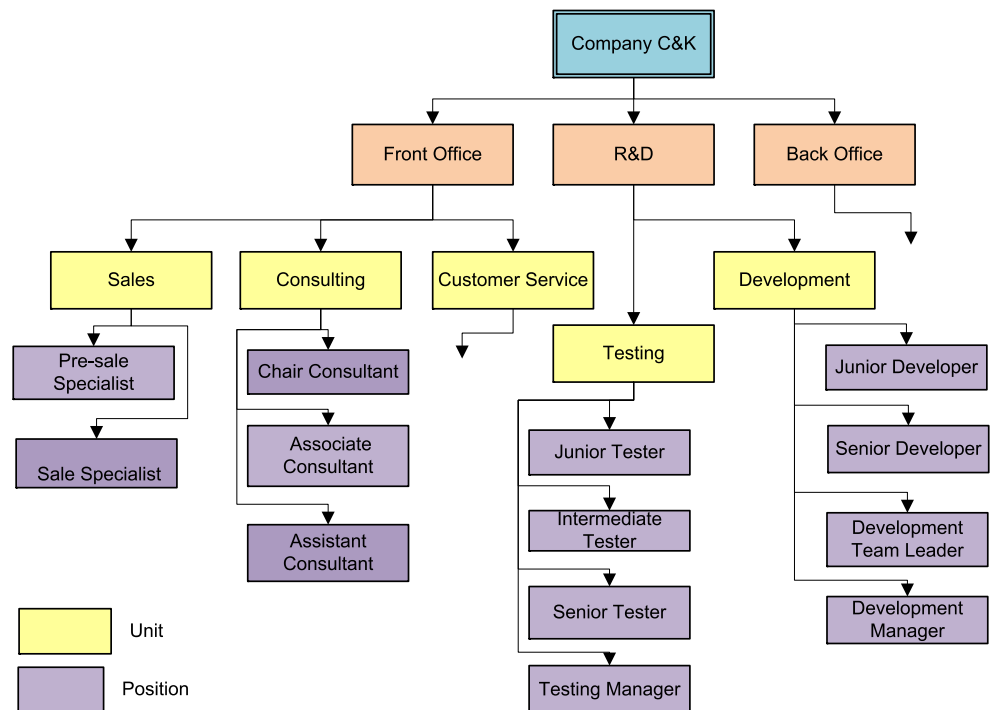 Company C&K
Front Office
R&D
Back Office
Sales
Consulting
Customer Service
Development
Testing
Pre-sale
Specialist
Sale Specialist
Chair Consultant
Associate
Consultant
Assistant
Consultant
Junior Tester
Intermediate
Tester
Senior Tester
Testing Manager
Junior Developer
Senior Developer
Development
Team Leader
Development
Manager
Unit
Position